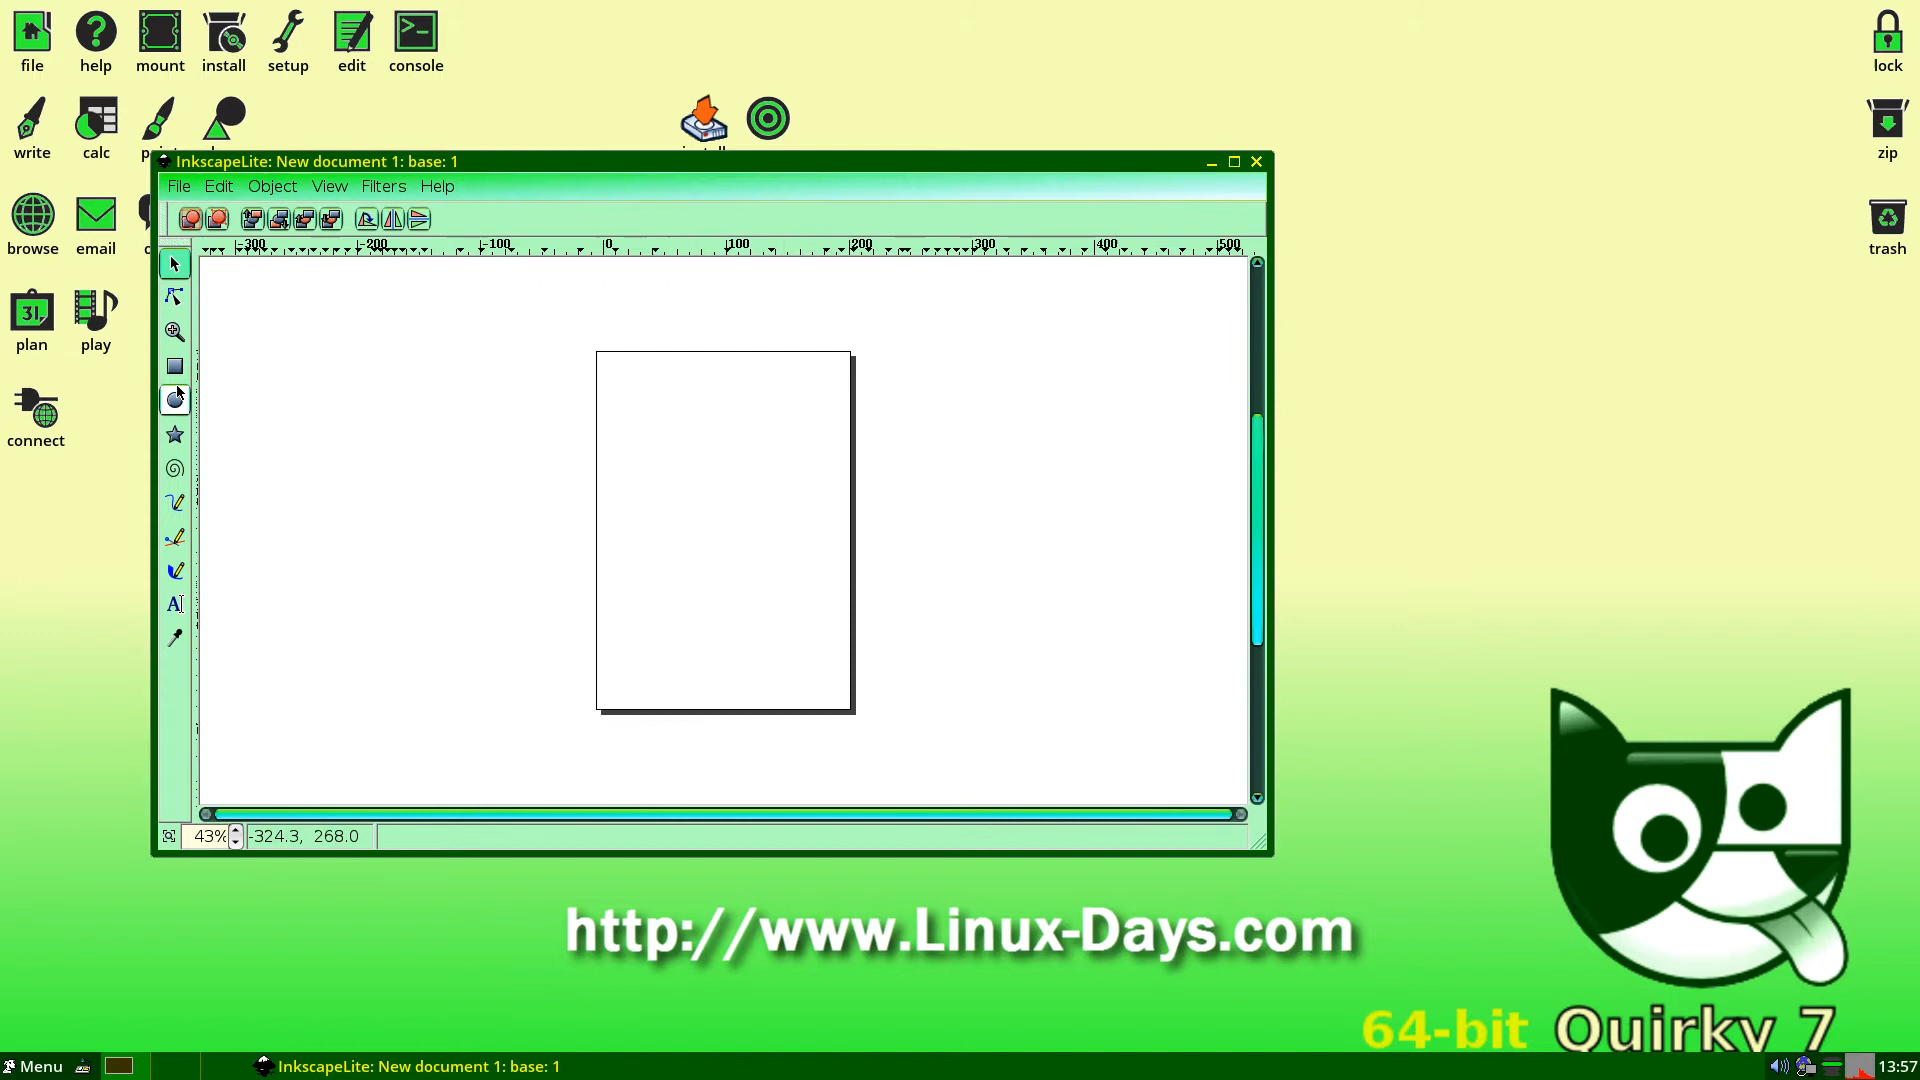 file help mount install setup edit console lock
write calc
zip
InkscapeLite: New document 1: base: 1
File Edit Object View Filters Help
browse email
trash
-300 -200 -100 0 100 200 300 400 500
plan play
connect
43% -324.3, 268.0
http://www.Linux-Days.com
64-bit Quirky 7
Menu InkscapeLite: New document 1: base: 1 13:57